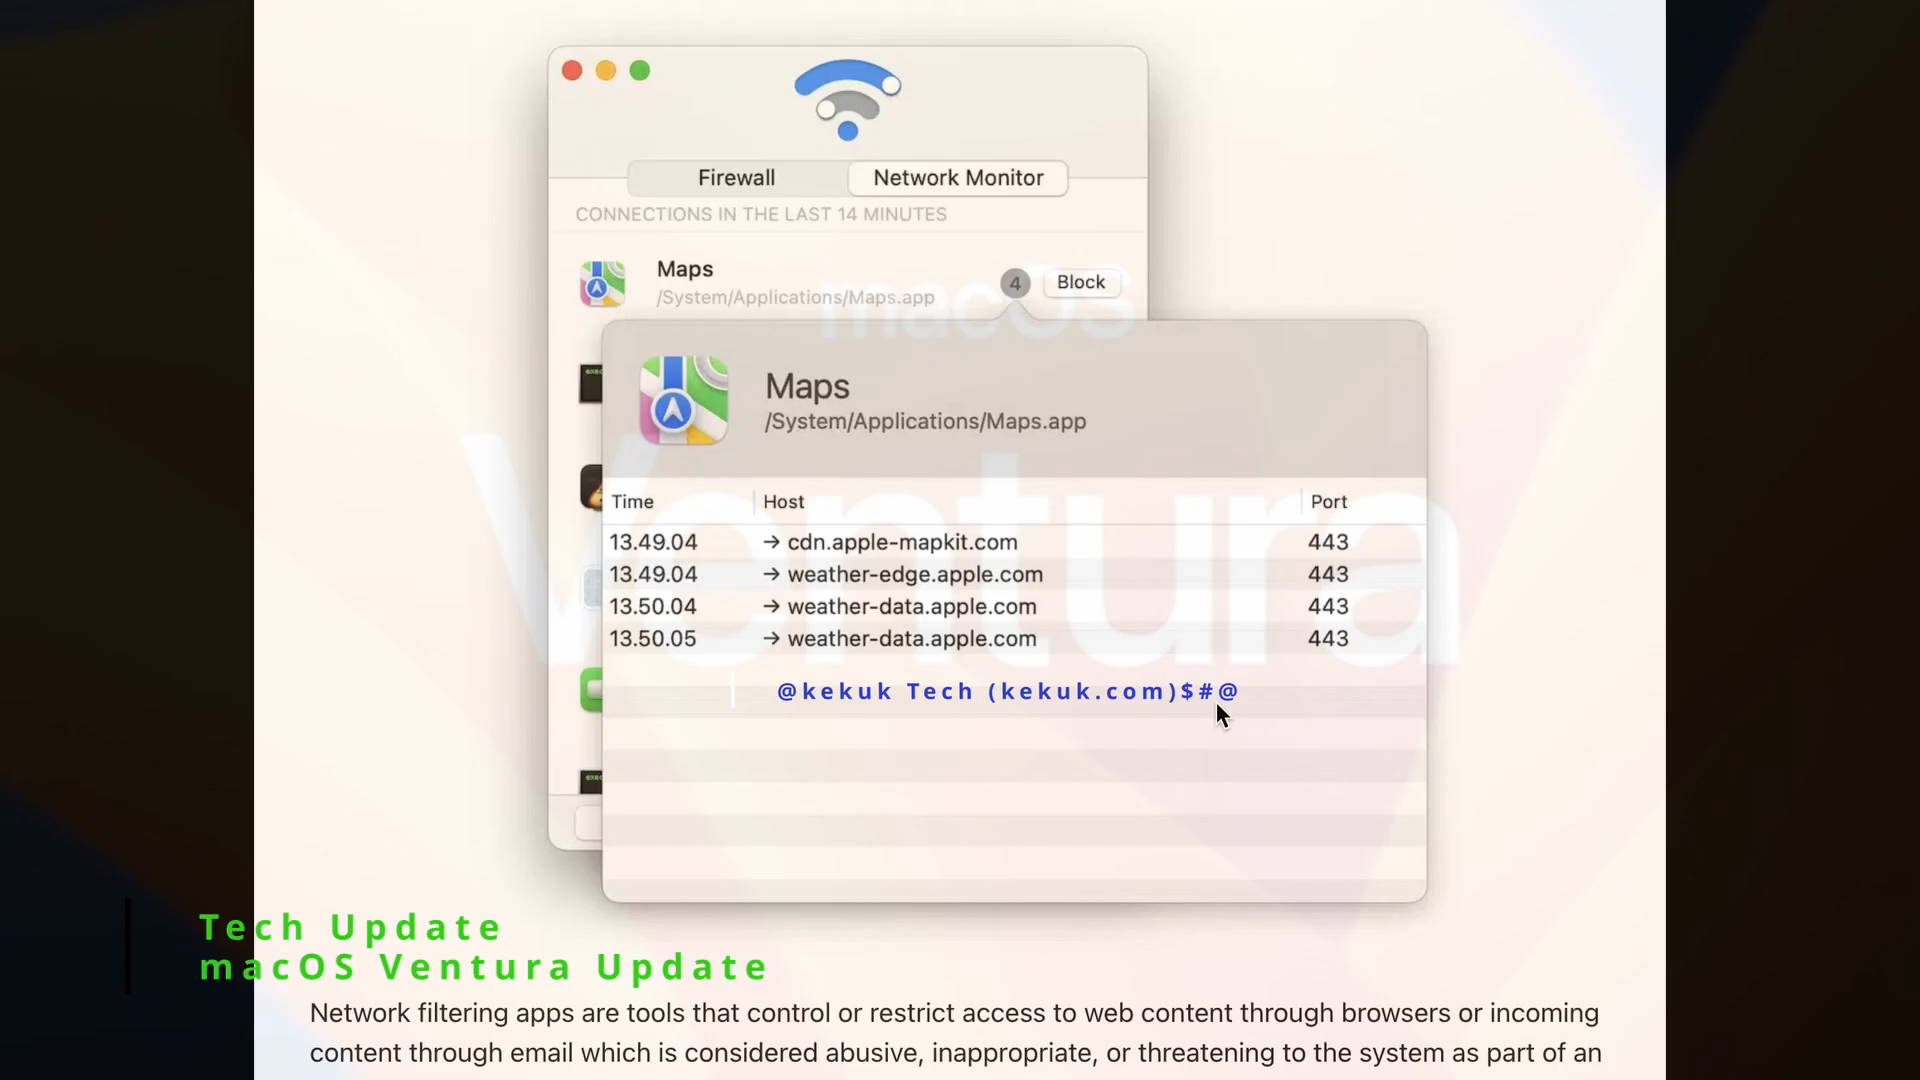 Firewall
Network Monitor
CONNECTIONS IN THE LAST 14 MINUTES
Maps
/System/Applications/Maps.app
4
Block
macOS
Maps
/System/Applications/Maps.app
Ventura
Time Host Port
13.49.04 → cdn.apple-mapkit.com 443
13.49.04 → weather-edge.apple.com 443
13.50.04 → weather-data.apple.com 443
13.50.05 → weather-data.apple.com 443
@kekuk Tech (kekuk.com)$#@
Tech Update
macOS Ventura Update
Network filtering apps are tools that control or restrict access to web content through browsers or incoming
content through email which is considered abusive, inappropriate, or threatening to the system as part of an